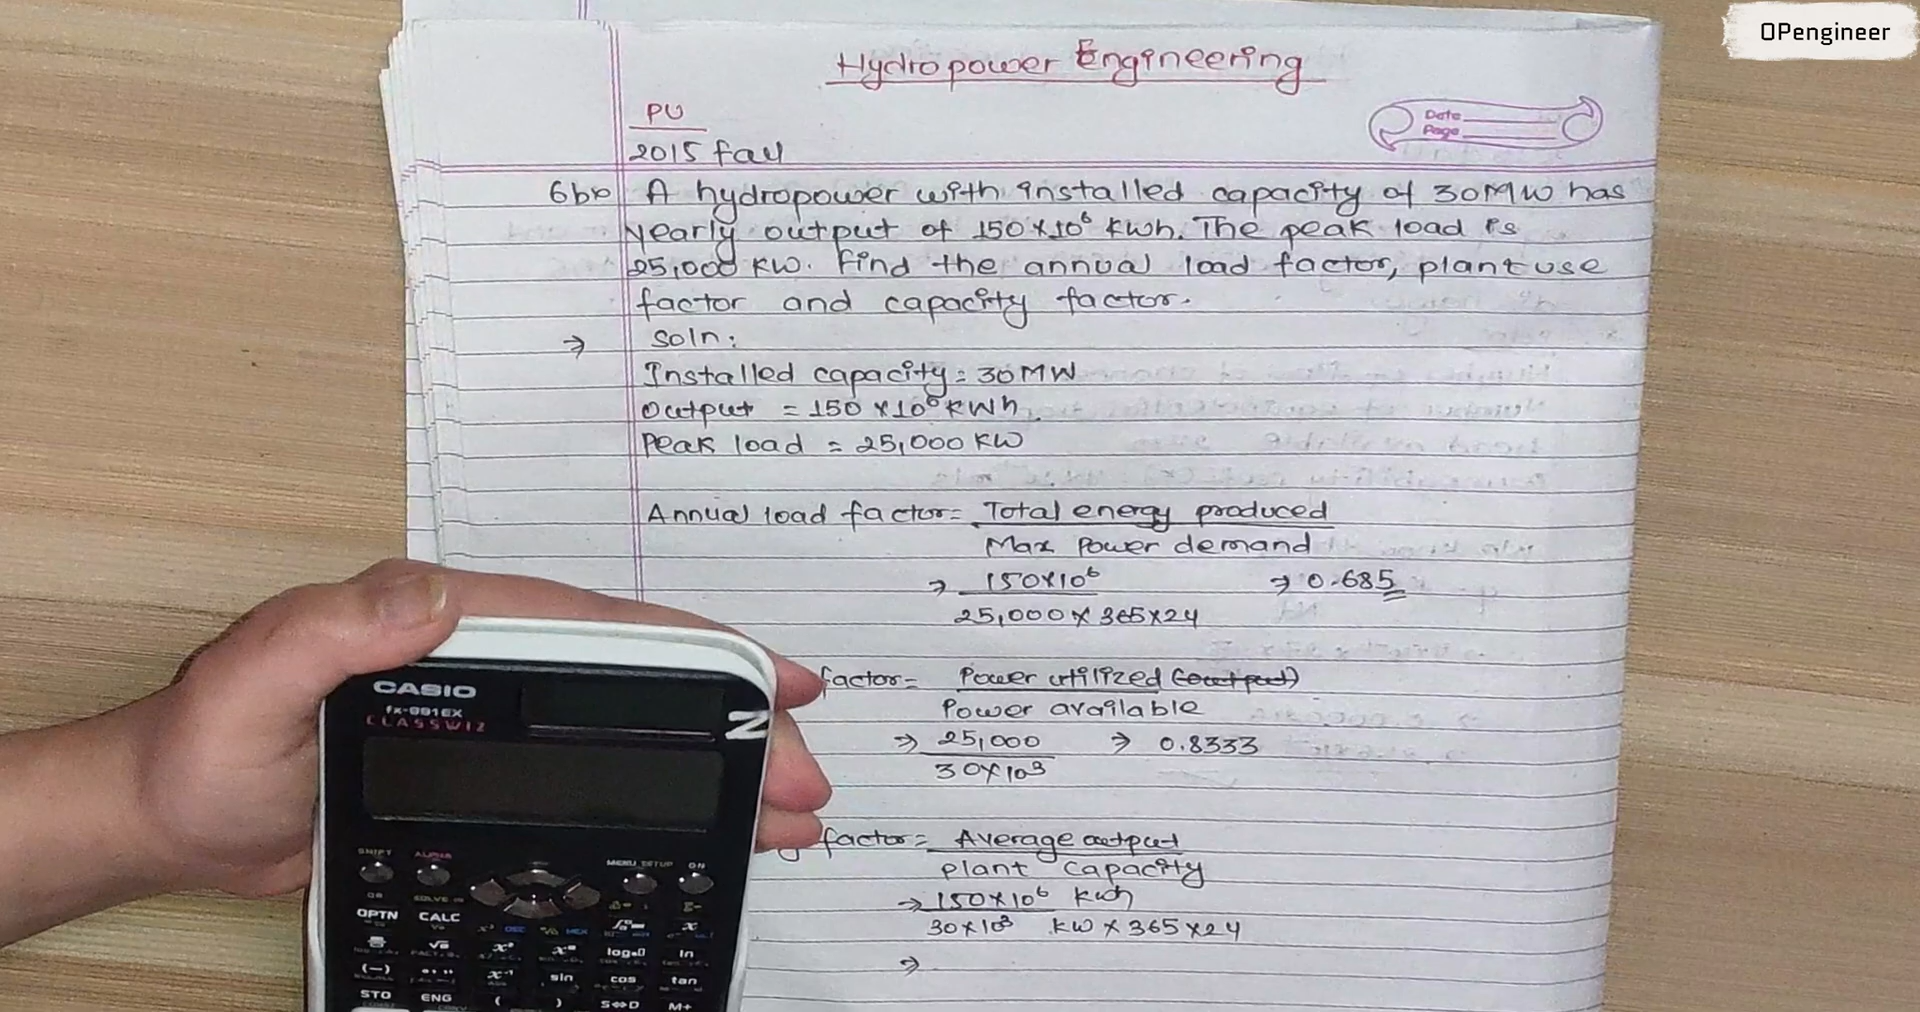 OPengineer
Hydropower Engineering
PU
2015 fall
Date
Page
6b) A hydropower with installed capacity of 30MW has
yearly output of 150×10⁶ kwh. The peak load is
25,000 KW. Find the annual load factor, plant use
factor and capacity factor.
⇒ Soln:
Installed capacity = 30MW
Output = 150 ×10⁶ KWh.
Peak load = 25,000 KW
Annual load factor = Total energy produced
Max power demand
⇒ 150×10⁶ ⇒ 0.685
25,000 × 365×24
factor = Power utilized (output)
Power available
⇒ 25,000 ⇒ 0.8333
30×10³
factor = Average output
plant capacity
⇒ 150×10⁶ kwh
30×10³ kw × 365×24
⇒
CASIO
fx-991EX
CLASSWIZ
SHIFT ALPHA MENU SETUP ON
OPTN CALC x
x² log ln
(−) x⁻¹ sin cos tan
STO ENG ( ) S⇔D M+